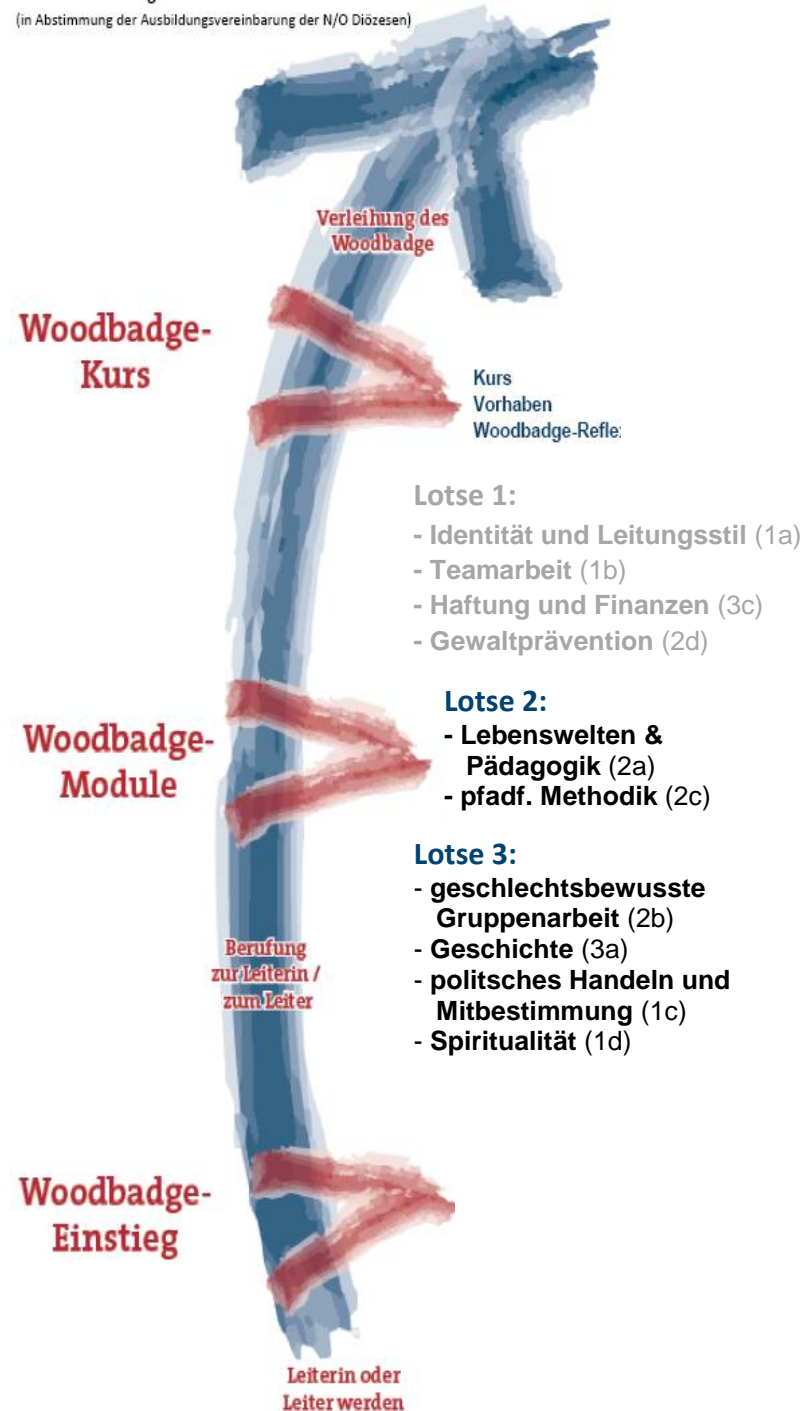 (in Abstimmung der Ausbildungsvereinbarung der N/O Diözesen)
Verleihung des
Woodbadge
Woodbadge-
Kurs
Kurs
Vorhaben
Woodbadge-Refle
Lotse 1:
- Identität und Leitungsstil (1a)
- Teamarbeit (1b)
- Haftung und Finanzen (3c)
- Gewaltprävention (2d)
Woodbadge-
Module
Lotse 2:
- Lebenswelten &
Pädagogik (2a)
- pfadf. Methodik (2c)
Lotse 3:
- geschlechtsbewusste
Gruppenarbeit (2b)
- Geschichte (3a)
- politsches Handeln und
Mitbestimmung (1c)
- Spiritualität (1d)
Berufung
zur Leiterin /
zum Leiter
Woodbadge-
Einstieg
Leiterin oder
Leiter werden